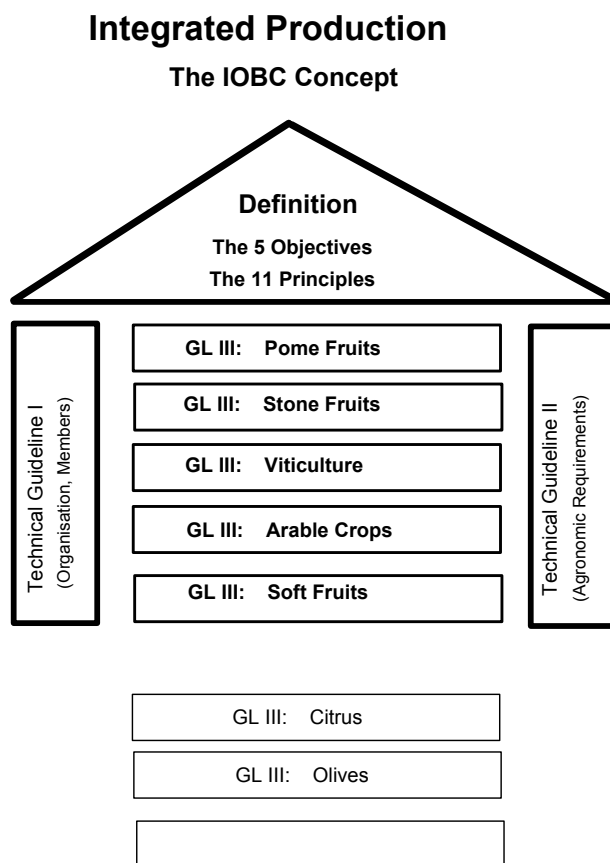 Integrated Production
The IOBC Concept
Definition
The 5 Objectives
The 11 Principles
Technical Guideline I
(Organisation, Members)
GL III: Pome Fruits
GL III: Stone Fruits
GL III: Viticulture
GL III: Arable Crops
GL III: Soft Fruits
Technical Guideline II
(Agronomic Requirements)
GL III: Citrus
GL III: Olives